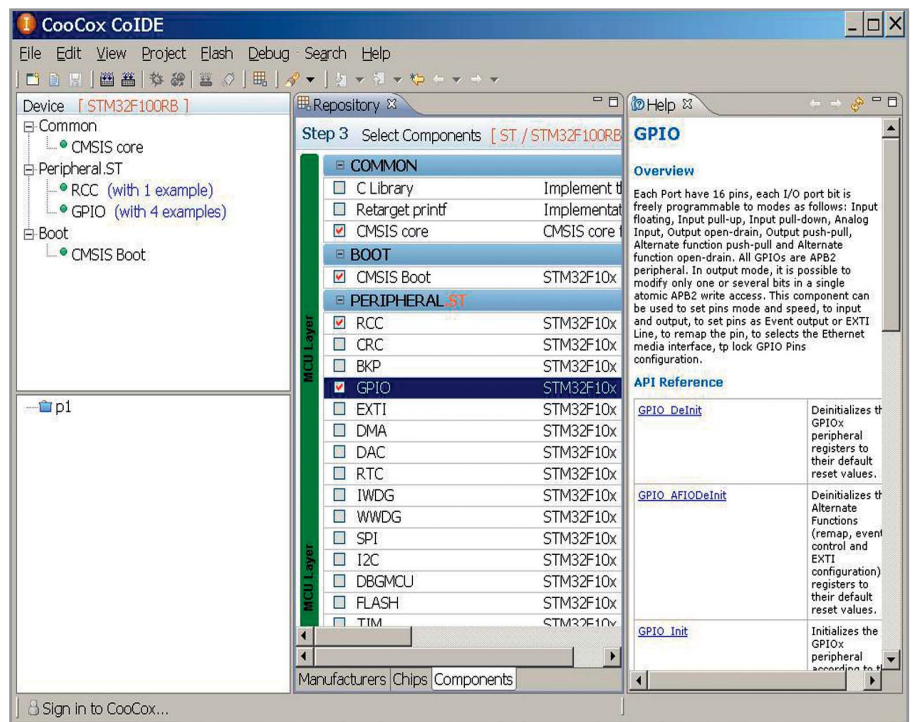 CooCox CoIDE
File Edit View Project Flash Debug Search Help
Device [ STM32F100RB ]
Common
CMSIS core
Peripheral.ST
RCC (with 1 example)
GPIO (with 4 examples)
Boot
CMSIS Boot
p1
Repository
Step 3 Select Components [ ST / STM32F100RB
COMMON
C Library Implement th
Retarget printf Implementat
CMSIS core CMSIS core f
BOOT
CMSIS Boot STM32F10x
PERIPHERAL.ST
RCC STM32F10x
CRC STM32F10x
BKP STM32F10x
GPIO STM32F10x
EXTI STM32F10x
DMA STM32F10x
DAC STM32F10x
RTC STM32F10x
IWDG STM32F10x
WWDG STM32F10x
SPI STM32F10x
I2C STM32F10x
DBGMCU STM32F10x
FLASH STM32F10x
TIM STM32F10x
MCU Layer
MCU Layer
Manufacturers Chips Components
Help
GPIO
Overview
Each Port have 16 pins, each I/O port bit is
freely programmable to modes as follows: Input
floating, Input pull-up, Input pull-down, Analog
Input, Output open-drain, Output push-pull,
Alternate function push-pull and Alternate
function open-drain. All GPIOs are APB2
peripheral. In output mode, it is possible to
modify only one or several bits in a single
atomic APB2 write access. This component can
be used to set pins mode and speed, to input
and output, to set pins as Event output or EXTI
Line, to remap the pin, to selects the Ethernet
media interface, tp lock GPIO Pins
configuration.
API Reference
GPIO_DeInit
Deinitializes th
GPIOx
peripheral
registers to
their default
reset values.
GPIO_AFIODeInit
Deinitializes th
Alternate
Functions
(remap, event
control and
EXTI
configuration)
registers to
their default
reset values.
GPIO_Init
Initializes the
GPIOx
peripheral
according to t
Sign in to CooCox...